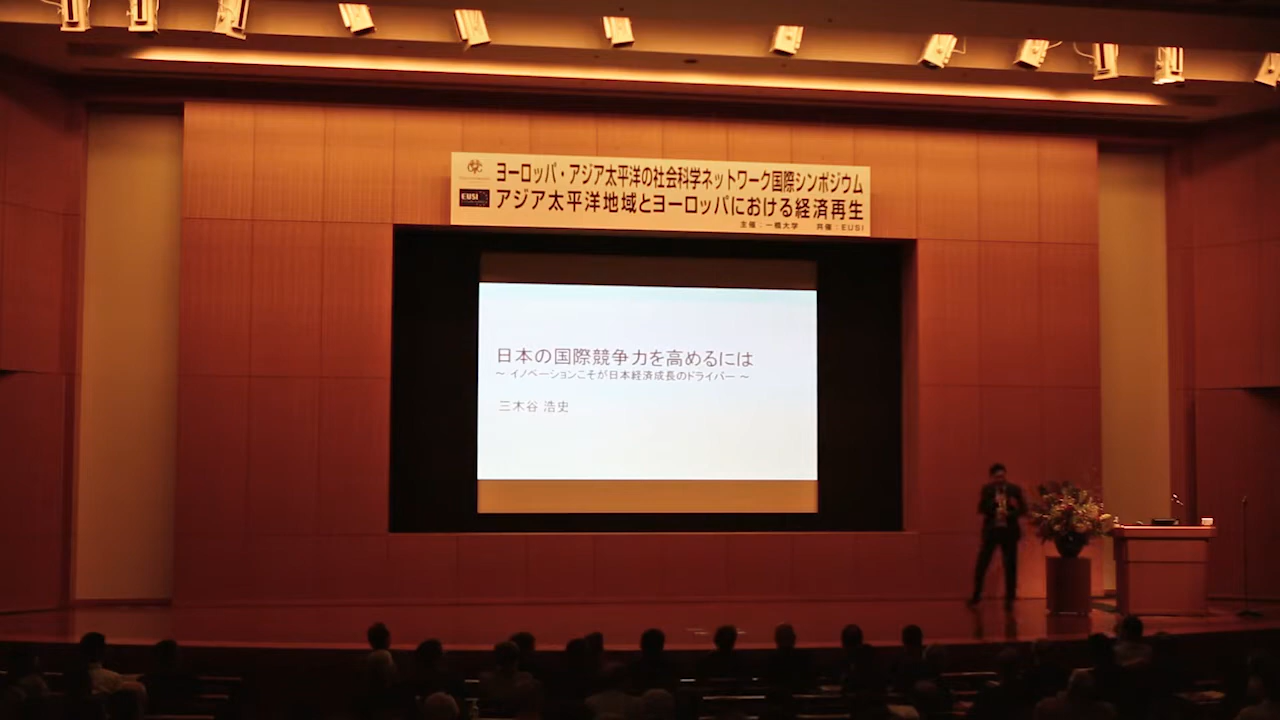 ヨーロッパ・アジア太平洋の社会科学ネットワーク国際シンポジウム
EUSI
アジア太平洋地域とヨーロッパにおける経済再生
主催：一橋大学 共催：EUSI
日本の国際競争力を高めるには
～ イノベーションこそが日本経済成長のドライバー ～
三木谷 浩史